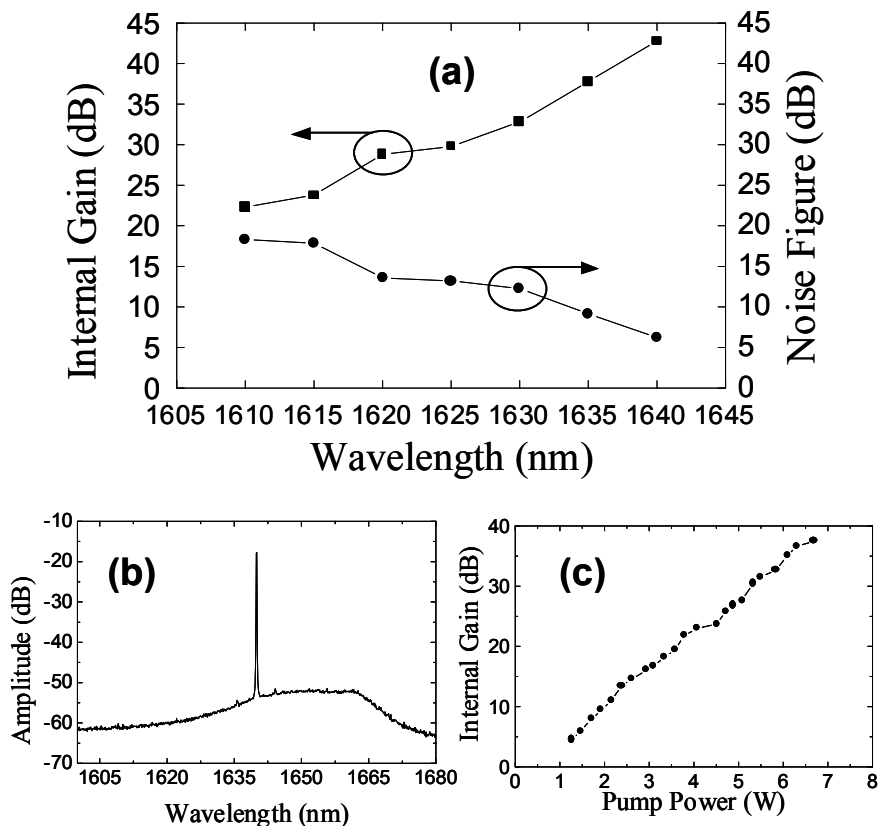 (a)
Internal Gain (dB)
45
40
35
30
25
20
15
10
5
0
45
40
35
30
25
20
15
10
5
0
Noise Figure (dB)
1605 1610 1615 1620 1625 1630 1635 1640 1645
Wavelength (nm)
(b)
Amplitude (dB)
-10
-20
-30
-40
-50
-60
-70
1605 1620 1635 1650 1665 1680
Wavelength (nm)
(c)
Internal Gain (dB)
40
30
20
10
0
0 1 2 3 4 5 6 7 8
Pump Power (W)